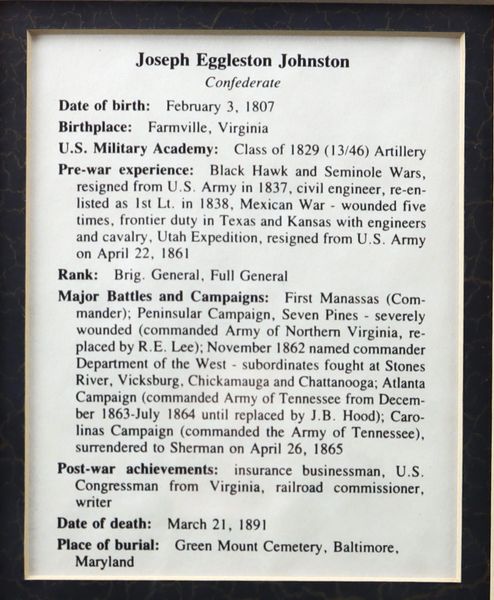 Joseph Eggleston Johnston
Confederate
Date of birth: February 3, 1807
Birthplace: Farmville, Virginia
U.S. Military Academy: Class of 1829 (13/46) Artillery
Pre-war experience: Black Hawk and Seminole Wars,
resigned from U.S. Army in 1837, civil engineer, re-en-
listed as 1st Lt. in 1838, Mexican War - wounded five
times, frontier duty in Texas and Kansas with engineers
and cavalry, Utah Expedition, resigned from U.S. Army
on April 22, 1861
Rank: Brig. General, Full General
Major Battles and Campaigns: First Manassas (Com-
mander); Peninsular Campaign, Seven Pines - severely
wounded (commanded Army of Northern Virginia, re-
placed by R.E. Lee); November 1862 named commander
Department of the West - subordinates fought at Stones
River, Vicksburg, Chickamauga and Chattanooga; Atlanta
Campaign (commanded Army of Tennessee from Decem-
ber 1863-July 1864 until replaced by J.B. Hood); Caro-
linas Campaign (commanded the Army of Tennessee),
surrendered to Sherman on April 26, 1865
Post-war achievements: insurance businessman, U.S.
Congressman from Virginia, railroad commissioner,
writer
Date of death: March 21, 1891
Place of burial: Green Mount Cemetery, Baltimore,
Maryland